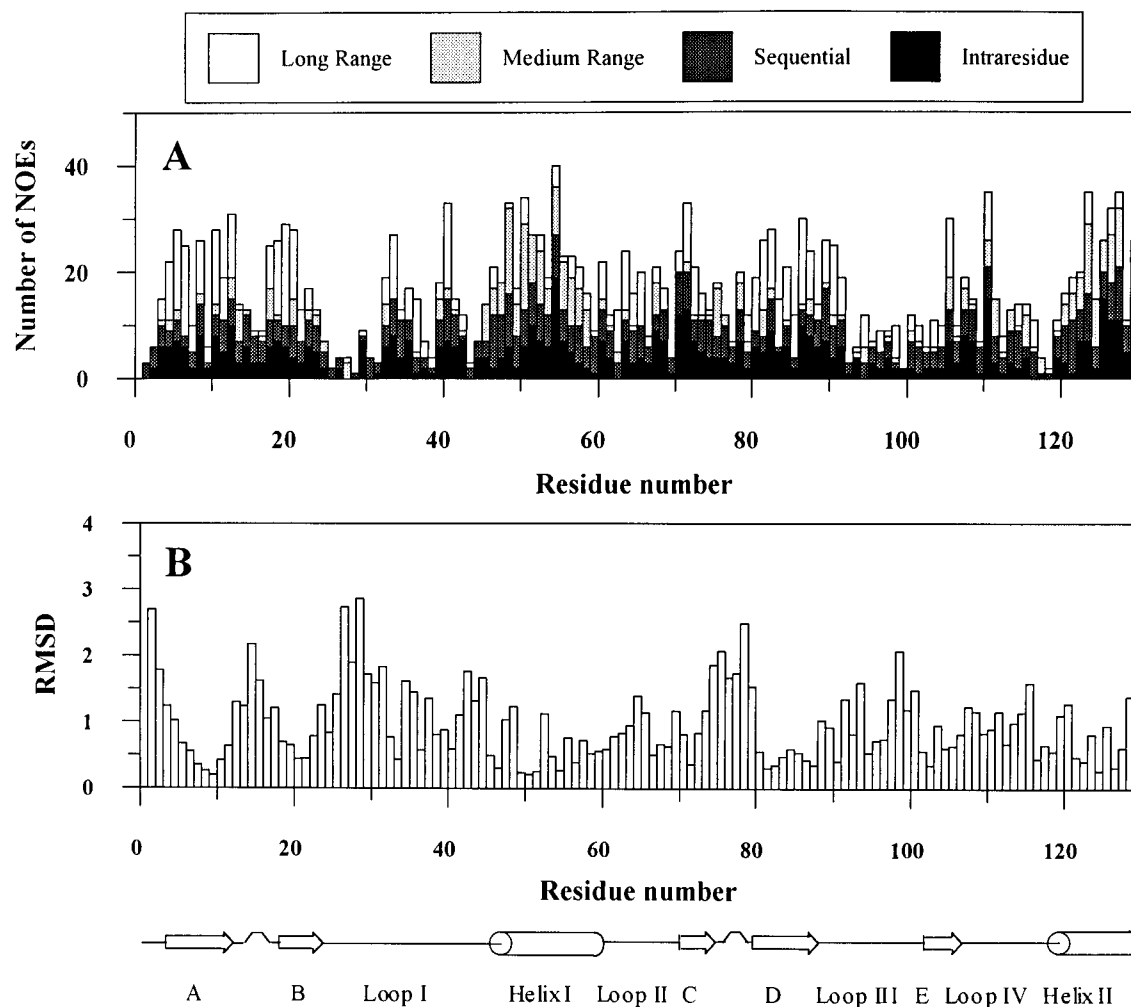 Long Range Medium Range Sequential Intraresidue
A
Number of NOEs
40
20
0
0 20 40 60 80 100 120
Residue number
B
RMSD
4
3
2
1
0
0 20 40 60 80 100 120
Residue number
A B Loop I Helix I Loop II C D Loop III E Loop IV Helix II